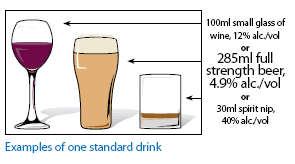 100ml small glass of
wine, 12% alc./vol
or
285ml full
strength beer,
4.9% alc./vol
or
30ml spirit nip,
40% alc./vol
Examples of one standard drink